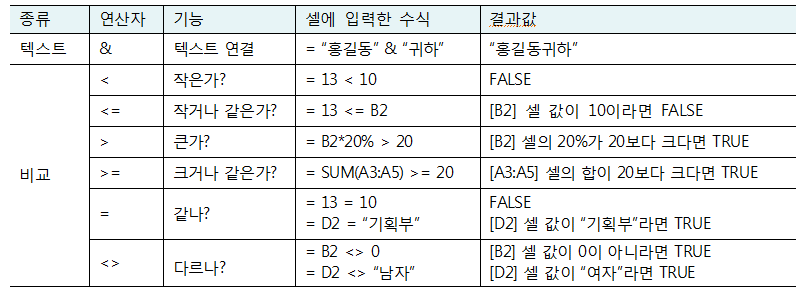 종류 연산자 기능 셀에 입력한 수식 결과값
텍스트 & 텍스트 연결 = “홍길동” & “귀하” “홍길동귀하”
비교
< 작은가? = 13 < 10 FALSE
<= 작거나 같은가? = 13 <= B2 [B2] 셀 값이 10이라면 FALSE
> 큰가? = B2*20% > 20 [B2] 셀의 20%가 20보다 크다면 TRUE
>= 크거나 같은가? = SUM(A3:A5) >= 20 [A3:A5] 셀의 합이 20보다 크다면 TRUE
= 같나? = 13 = 10 FALSE
= D2 = “기획부” [D2] 셀 값이 “기획부”라면 TRUE
<> 다르나? = B2 <> 0 [B2] 셀 값이 0이 아니라면 TRUE
= D2 <> “남자” [D2] 셀 값이 “여자”라면 TRUE